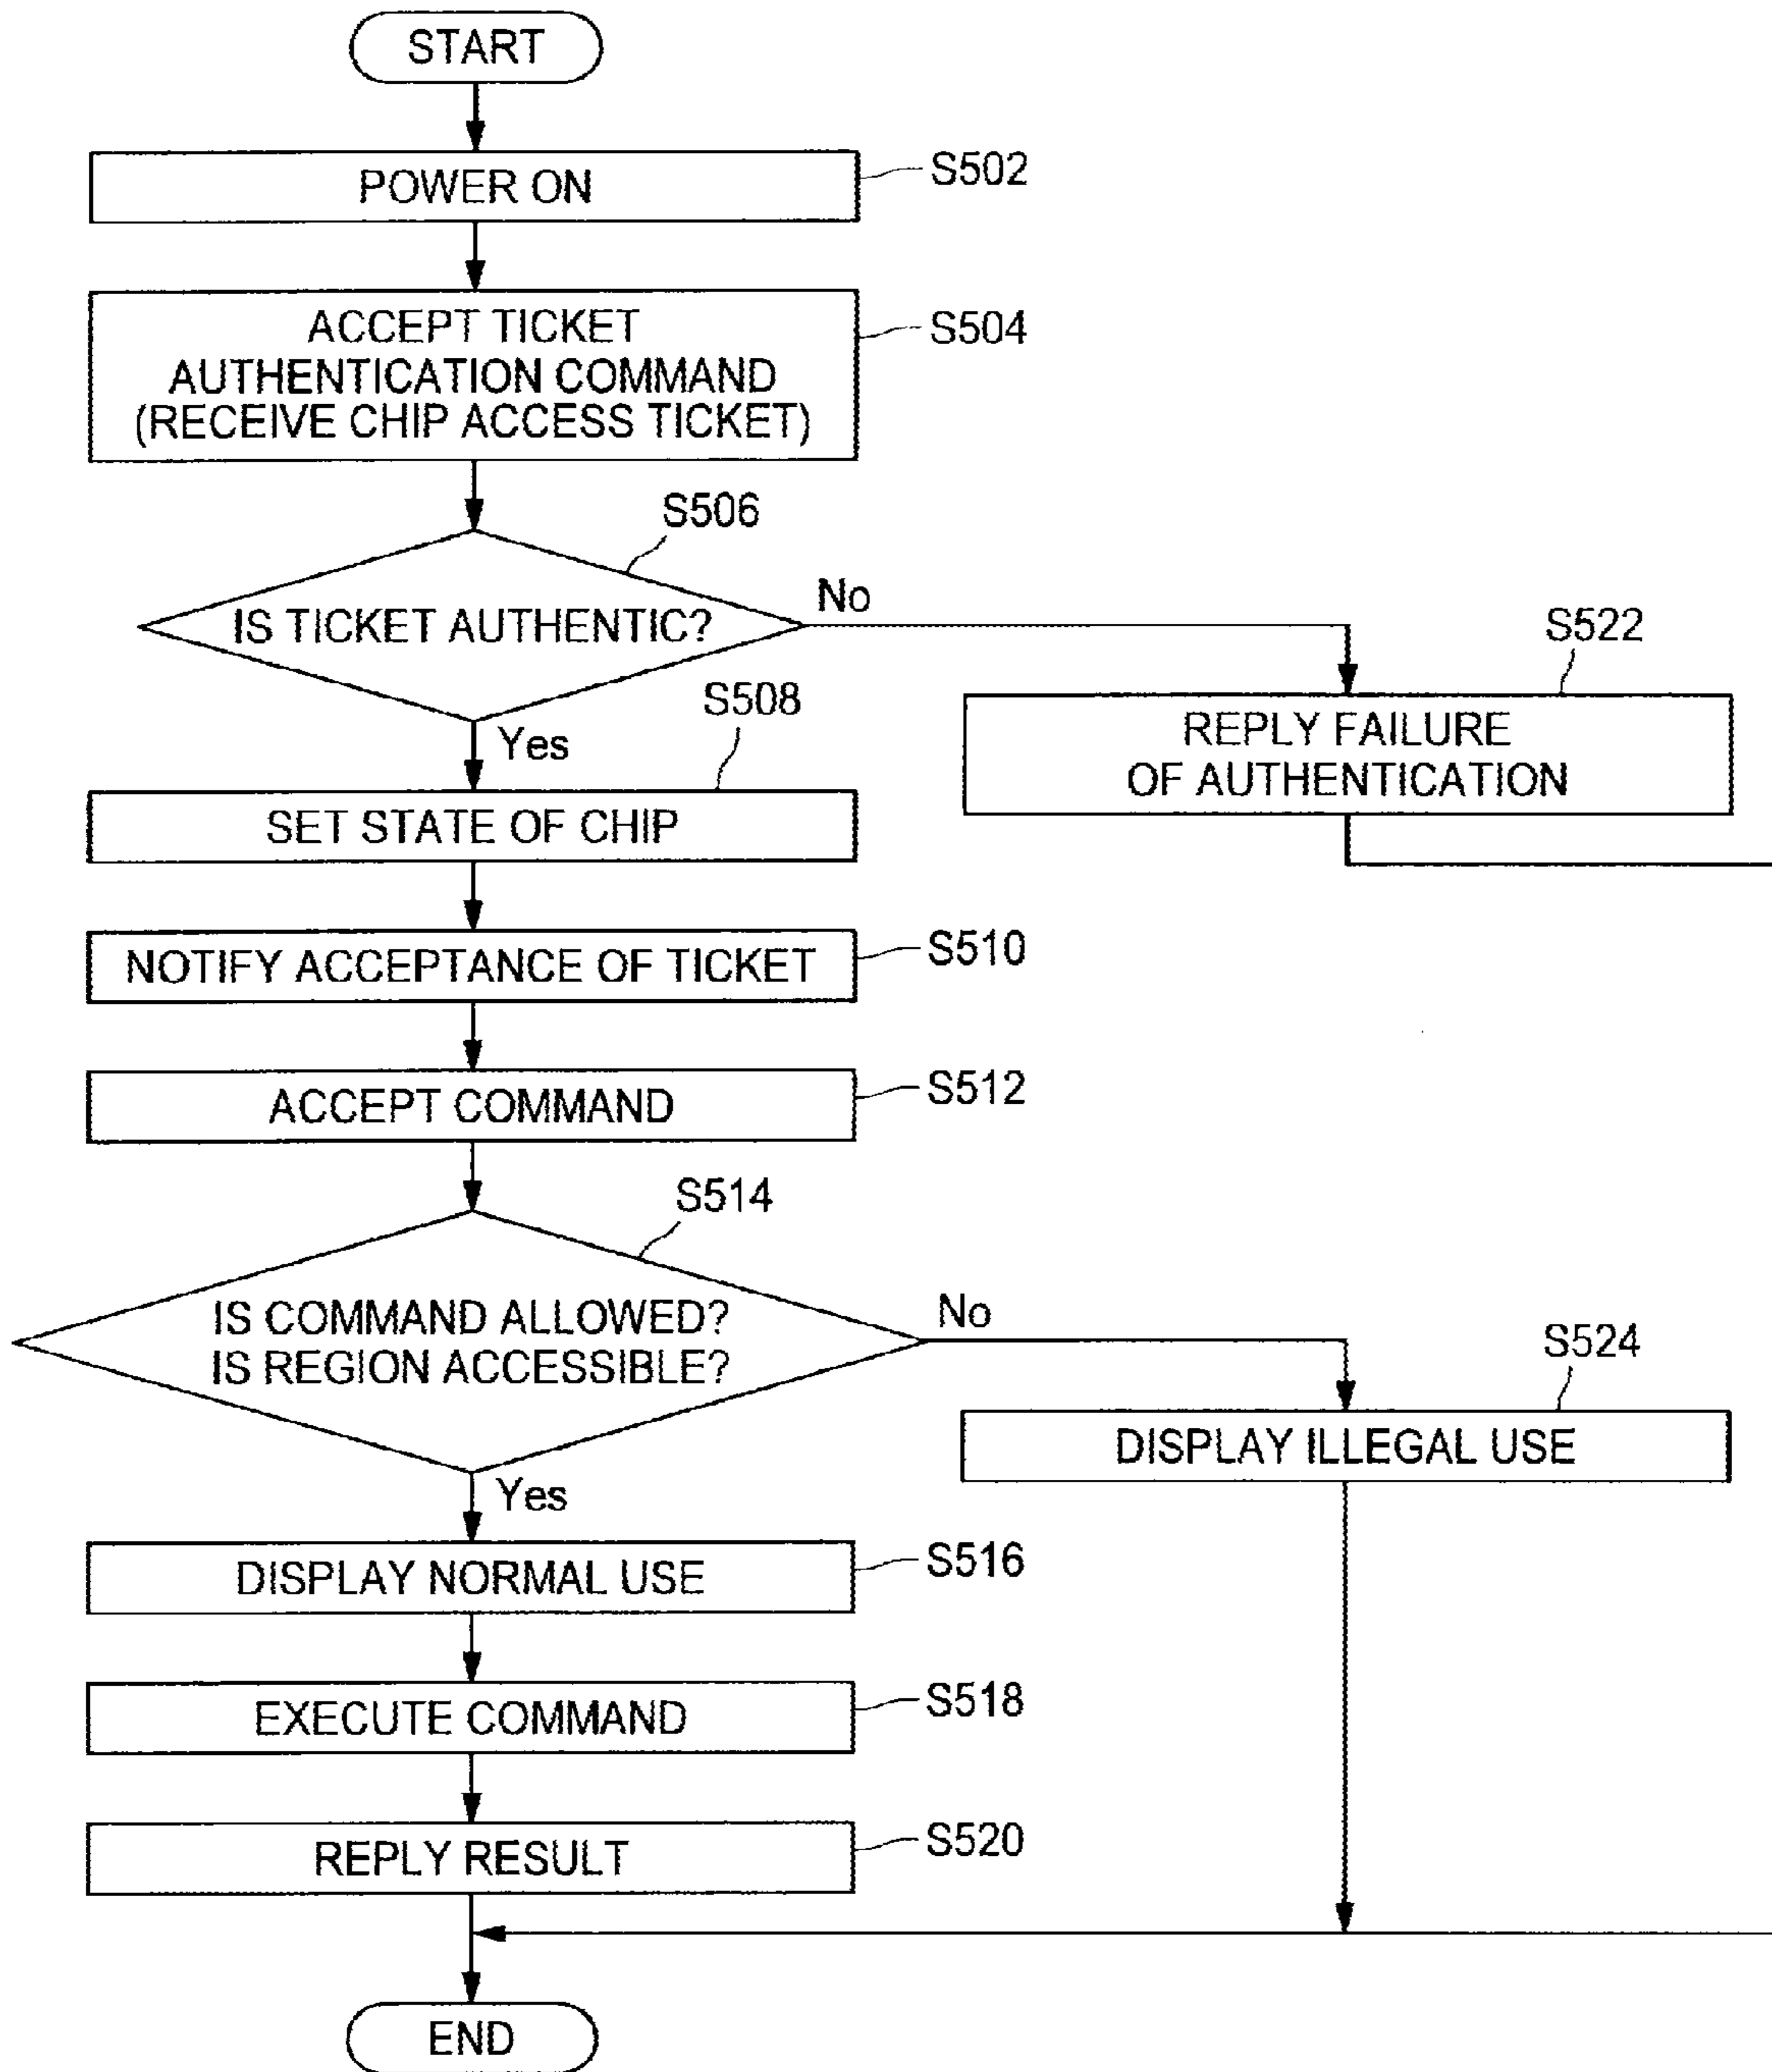 START
POWER ON
S502
ACCEPT TICKET
AUTHENTICATION COMMAND
(RECEIVE CHIP ACCESS TICKET)
S504
S506
IS TICKET AUTHENTIC?
No
Yes
S522
REPLY FAILURE
OF AUTHENTICATION
S508
SET STATE OF CHIP
NOTIFY ACCEPTANCE OF TICKET
S510
ACCEPT COMMAND
S512
S514
IS COMMAND ALLOWED?
IS REGION ACCESSIBLE?
No
Yes
S524
DISPLAY ILLEGAL USE
DISPLAY NORMAL USE
S516
EXECUTE COMMAND
S518
REPLY RESULT
S520
END